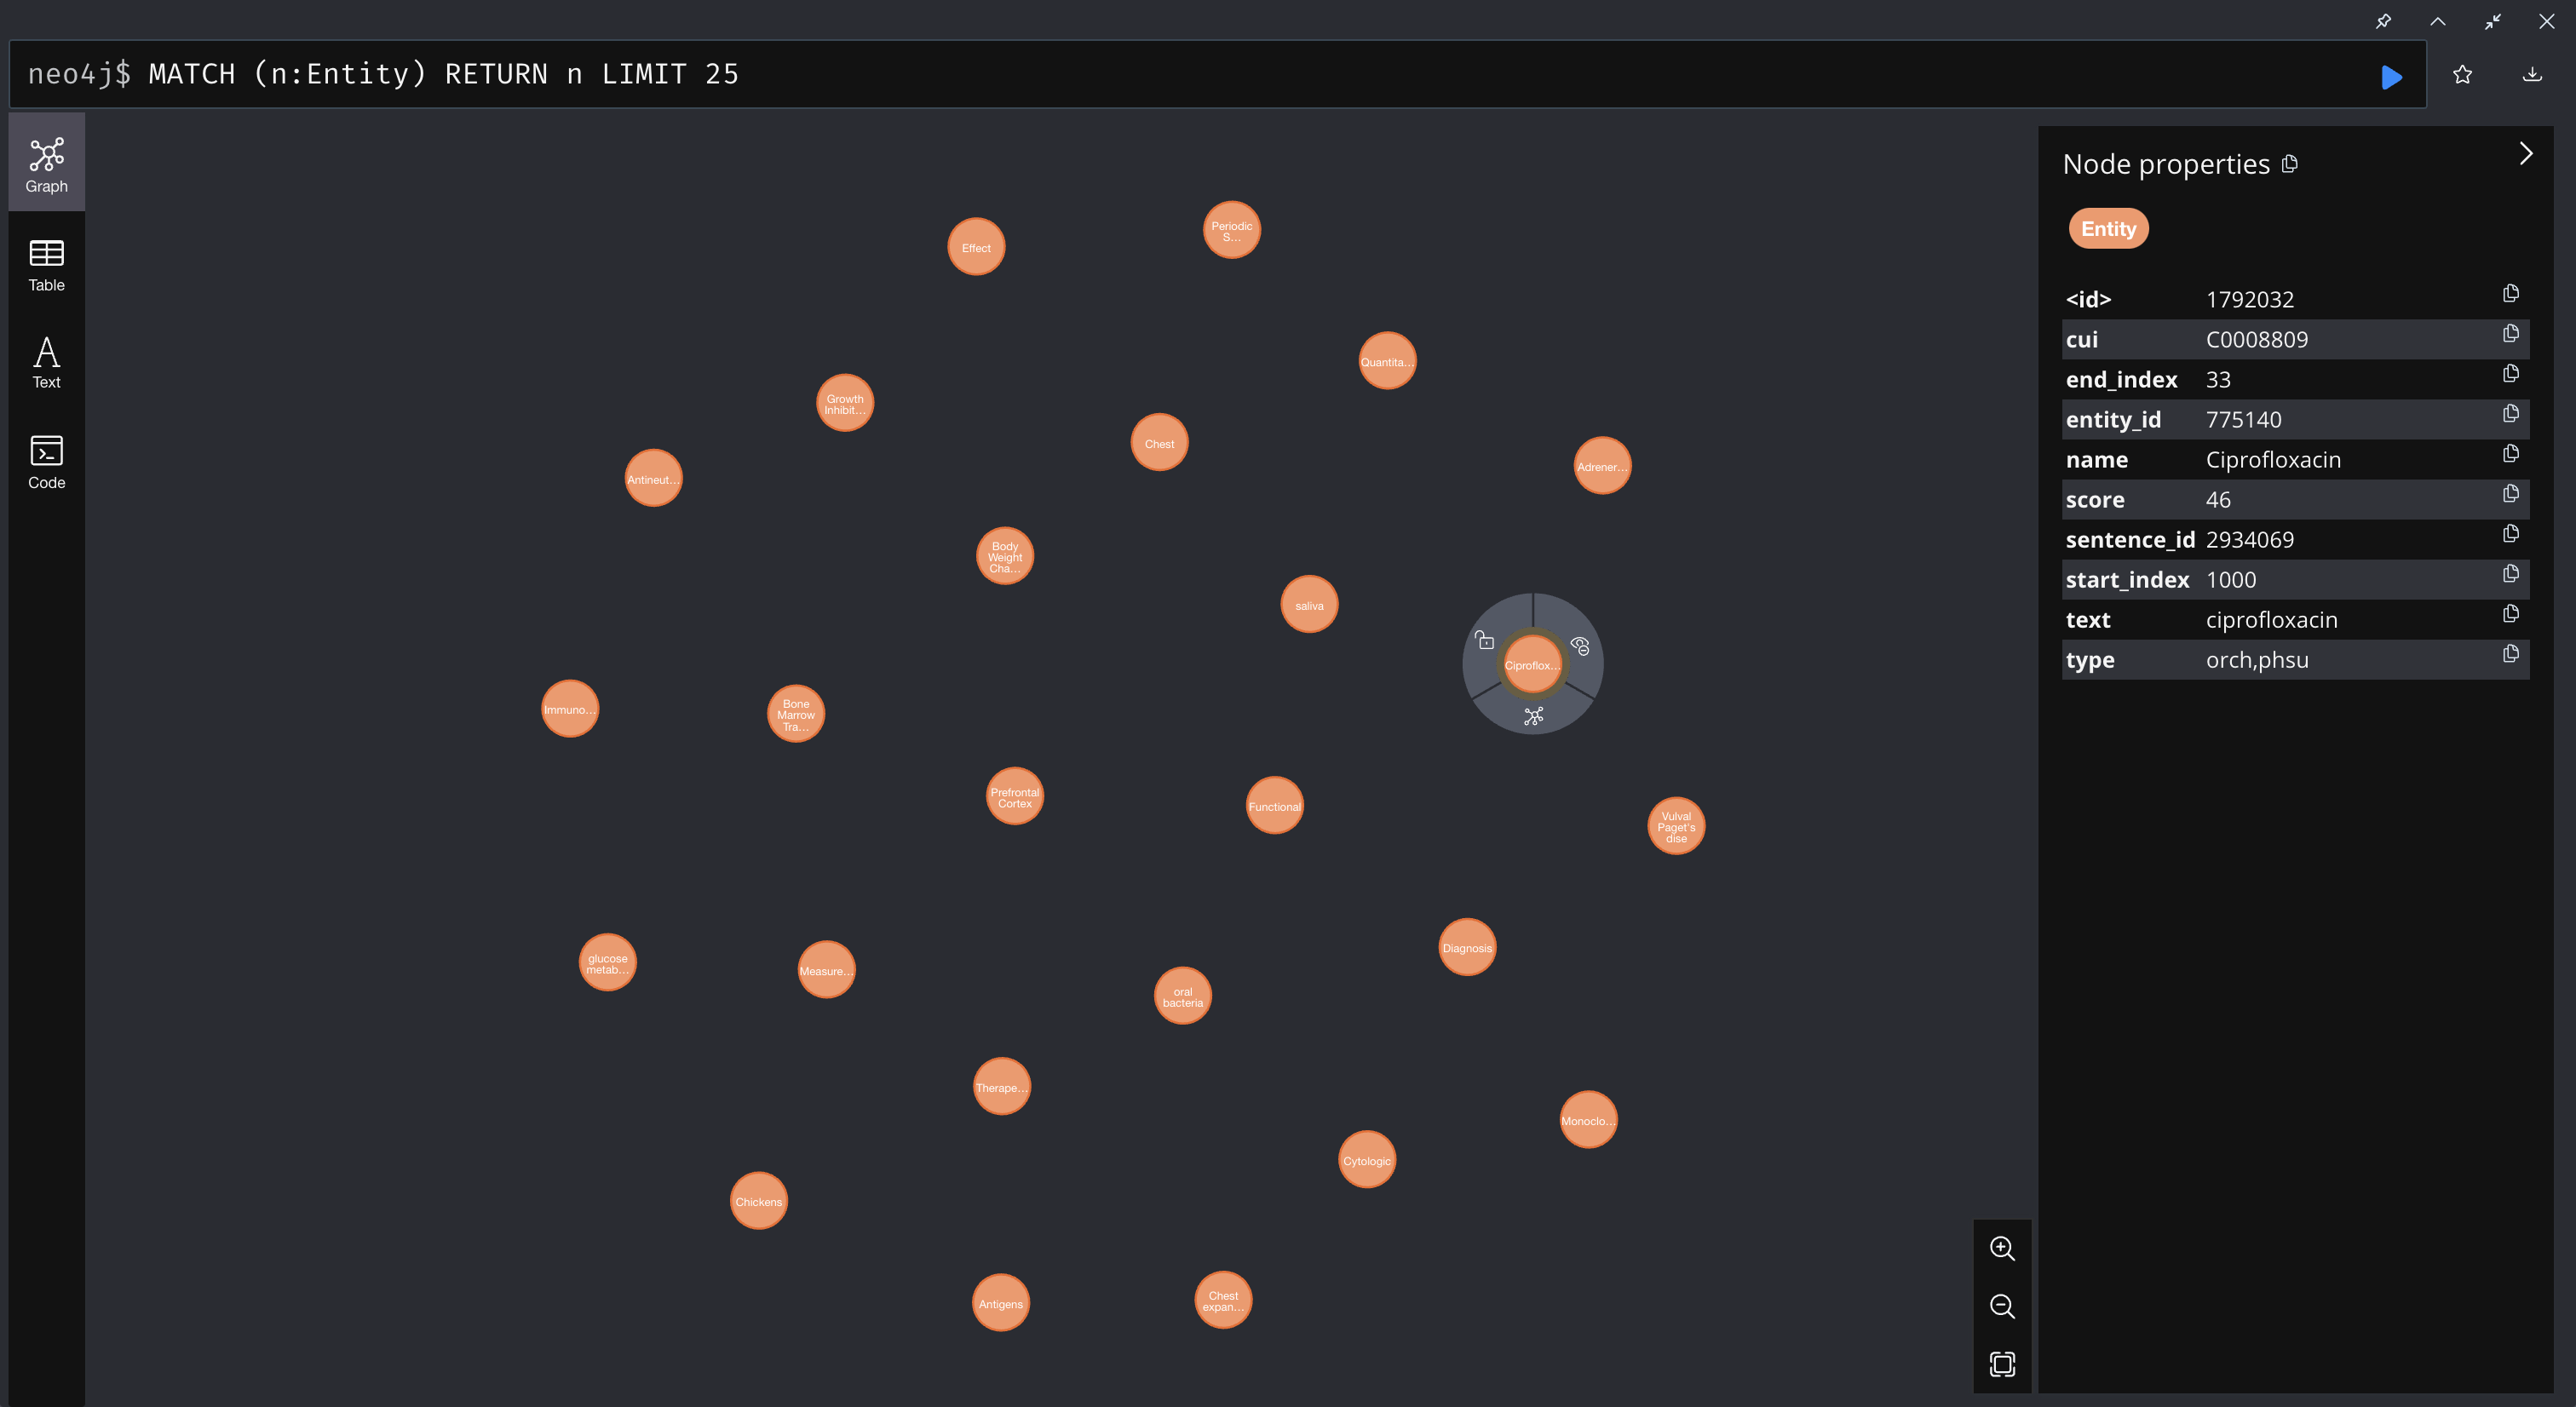 neo4j$ MATCH (n:Entity) RETURN n LIMIT 25
Graph
Table
Text
Code
Effect
Periodic
S...
Quantita...
Growth
Inhibit...
Chest
Adrener...
Antineut...
Body
Weight
Cha...
saliva
Ciproflox...
Immuno...
Bone
Marrow
Tra...
Prefrontal
Cortex
Functional
Vulval
Paget's
dise
glucose
metab...
Measure...
Diagnosis
oral
bacteria
Therape...
Monoclo...
Cytologic
Chickens
Antigens
Chest
expan...
Node properties
Entity
<id> 1792032
cui C0008809
end_index 33
entity_id 775140
name Ciprofloxacin
score 46
sentence_id 2934069
start_index 1000
text ciprofloxacin
type orch,phsu